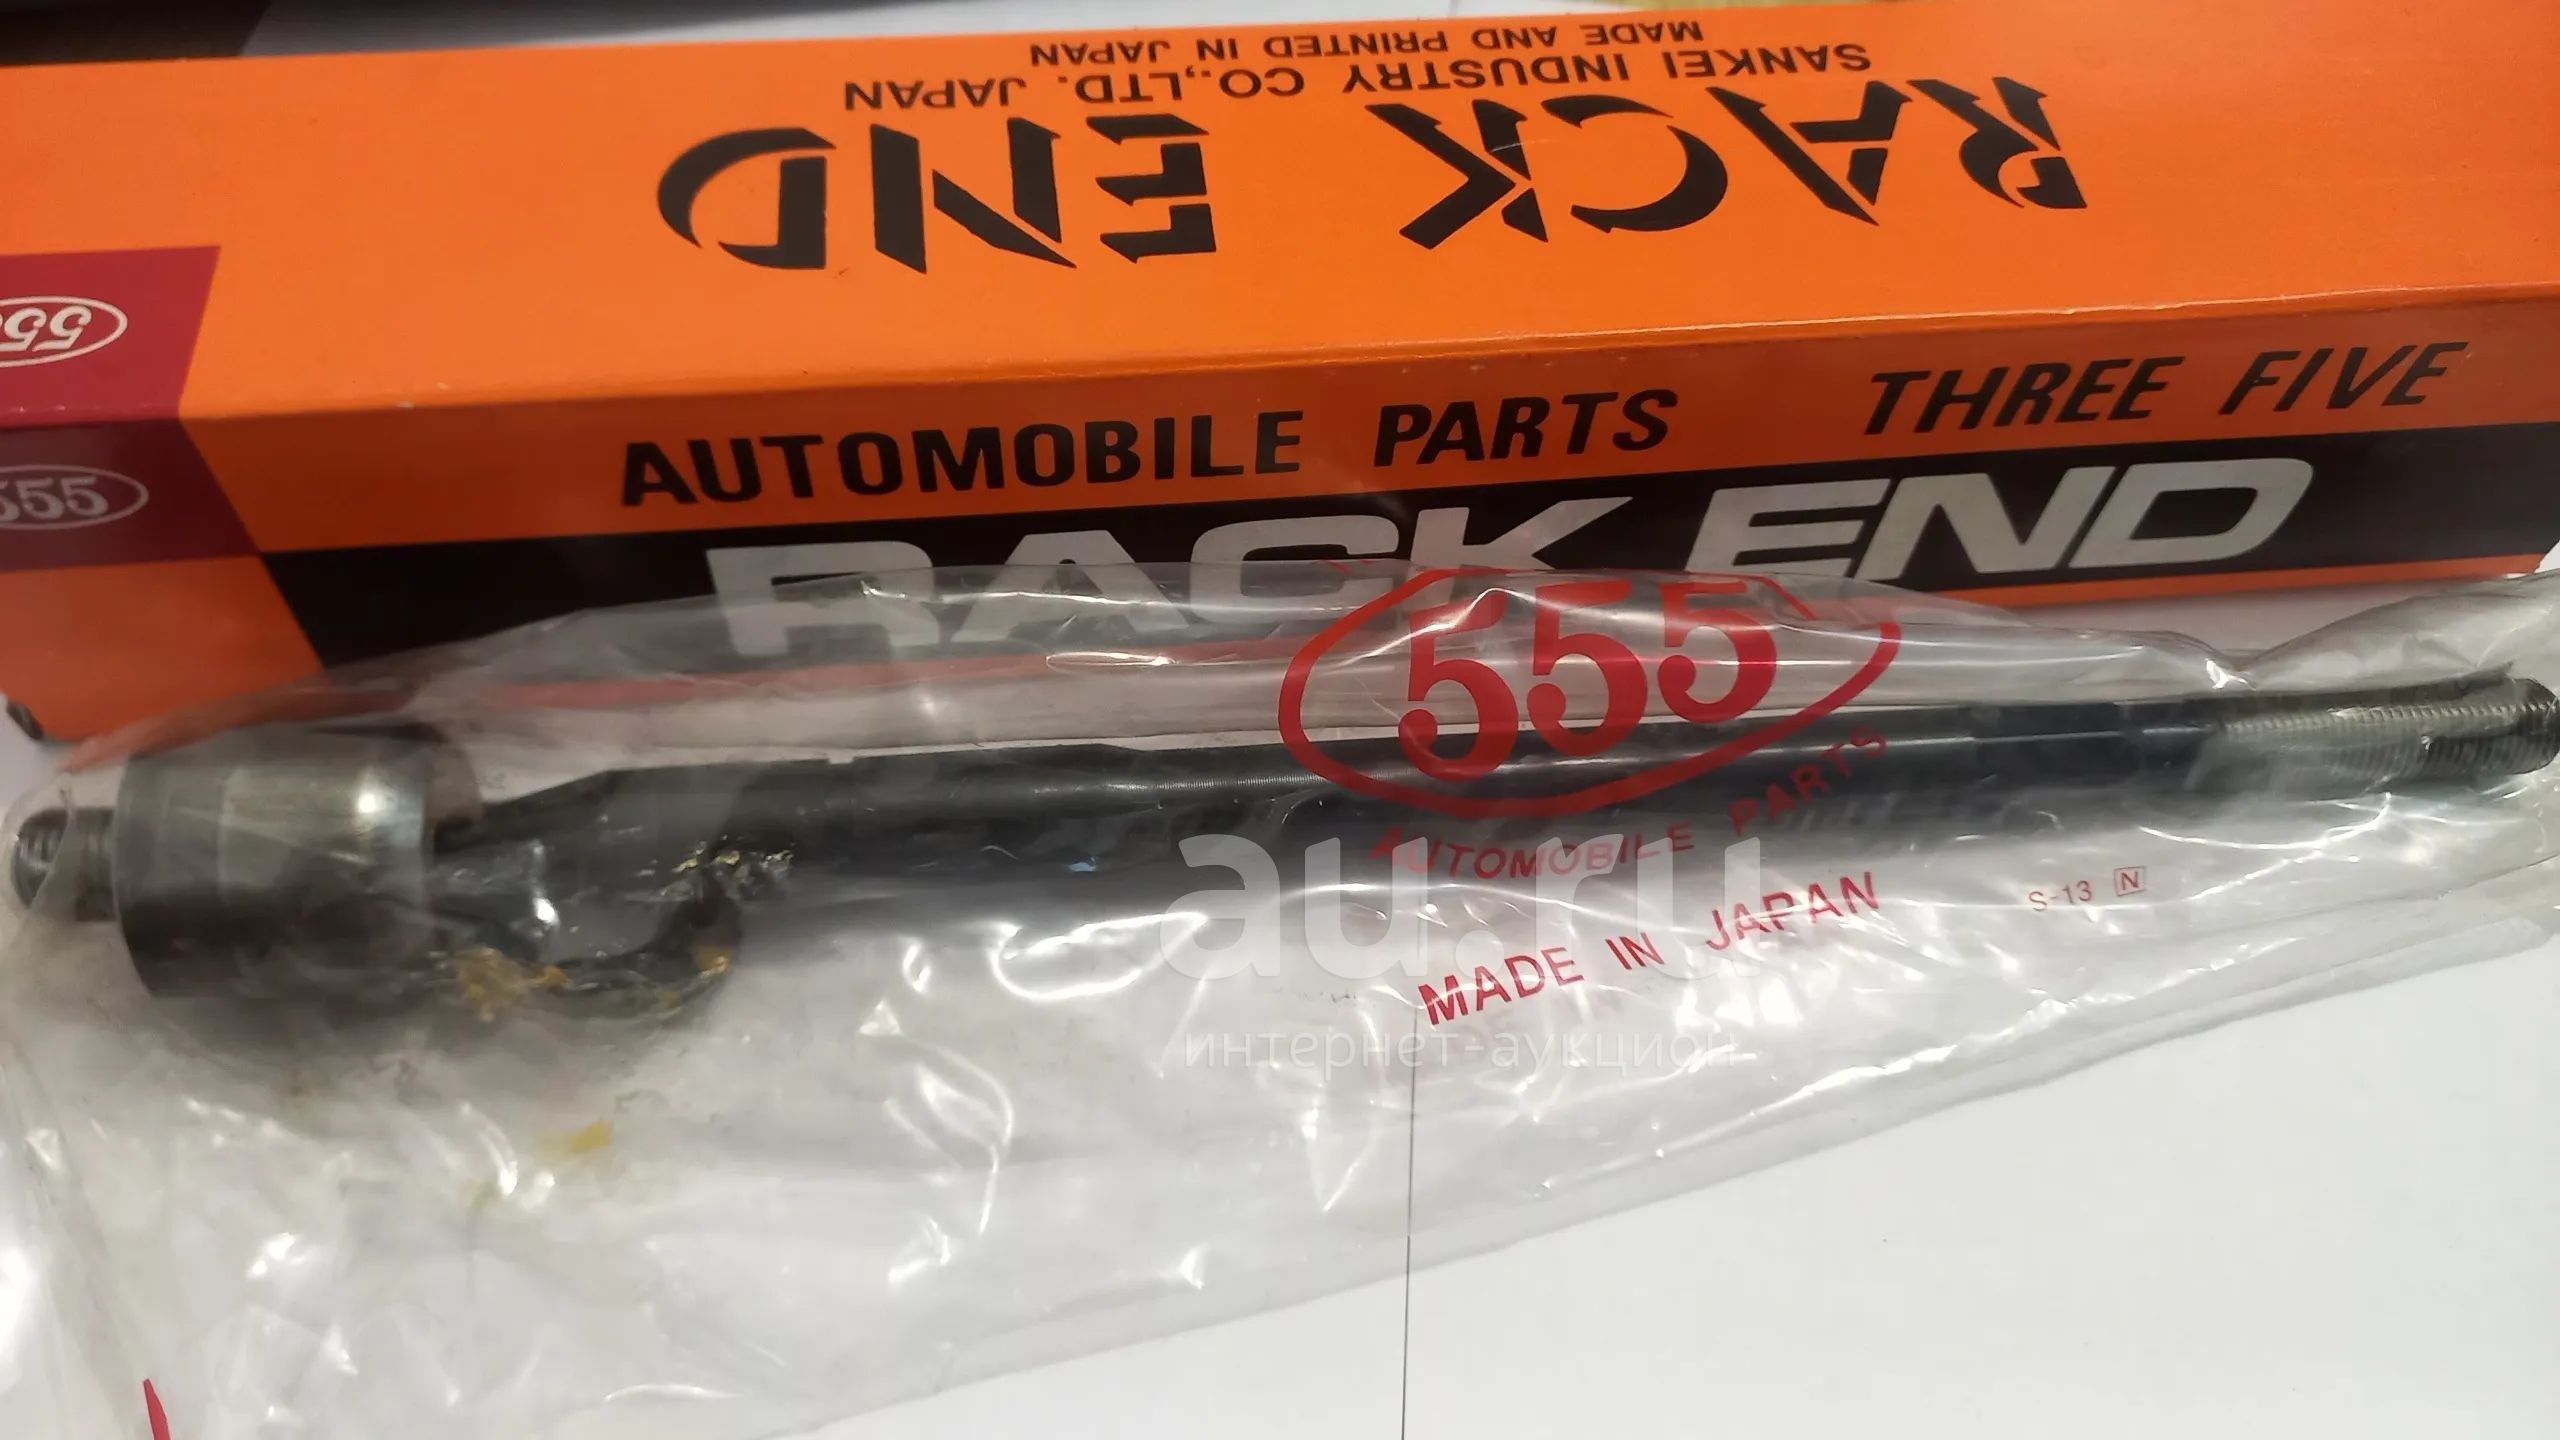 MADE AND PRINTED IN JAPAN
SANKEI INDUSTRY CO.,LTD. JAPAN
RACK END
555
AUTOMOBILE PARTS THREE FIVE
555
RACK END
555
AUTOMOBILE PARTS
MADE IN JAPAN
S-13 N
au.ru
интернет-аукцион